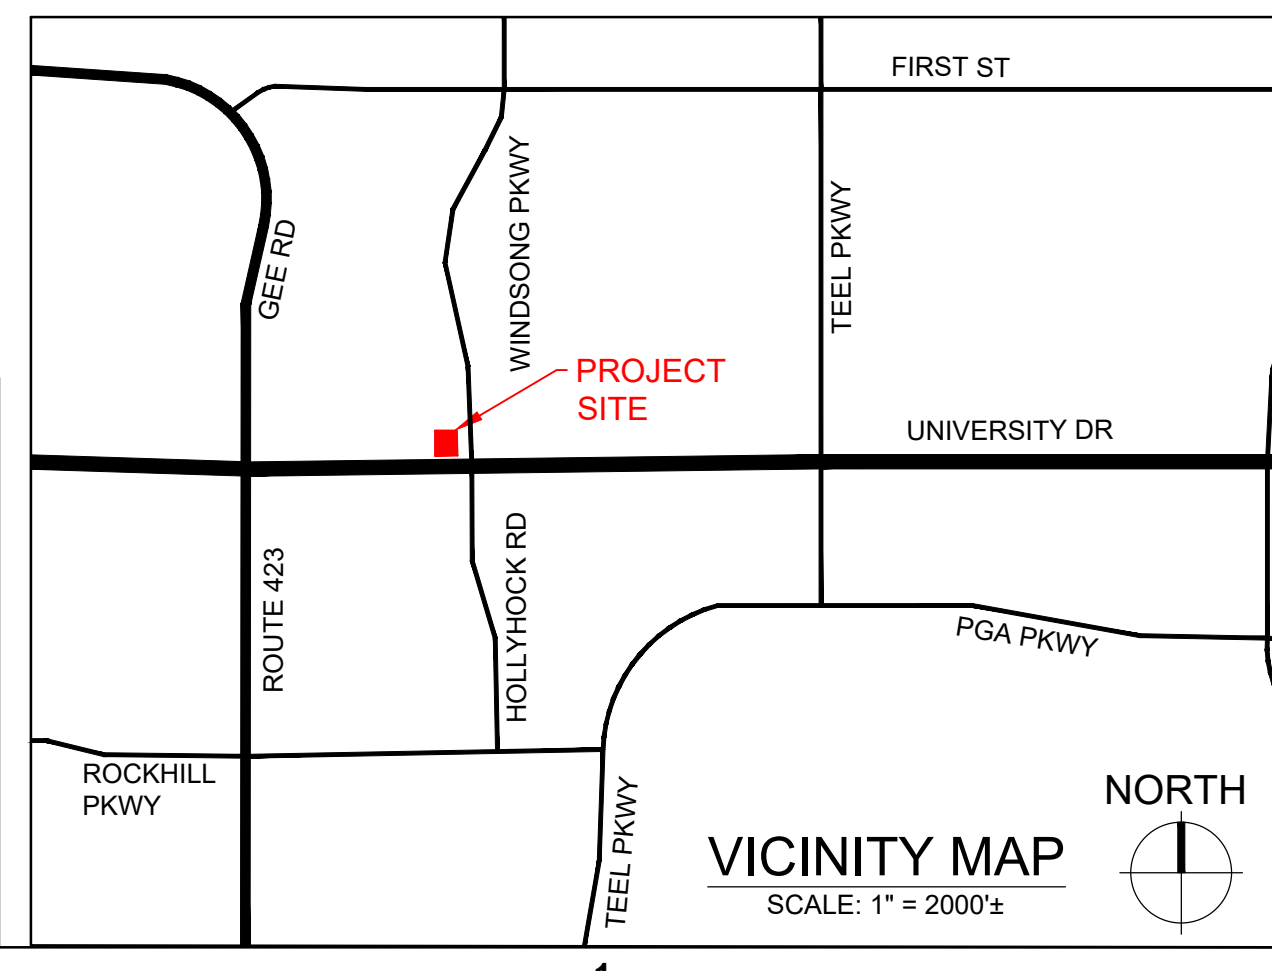 FIRST ST
WINDSONG PKWY
TEEL PKWY
GEE RD
PROJECT
SITE
UNIVERSITY DR
ROUTE 423
HOLLYHOCK RD
PGA PKWY
ROCKHILL
PKWY
TEEL PKWY
NORTH
VICINITY MAP
SCALE: 1" = 2000'±